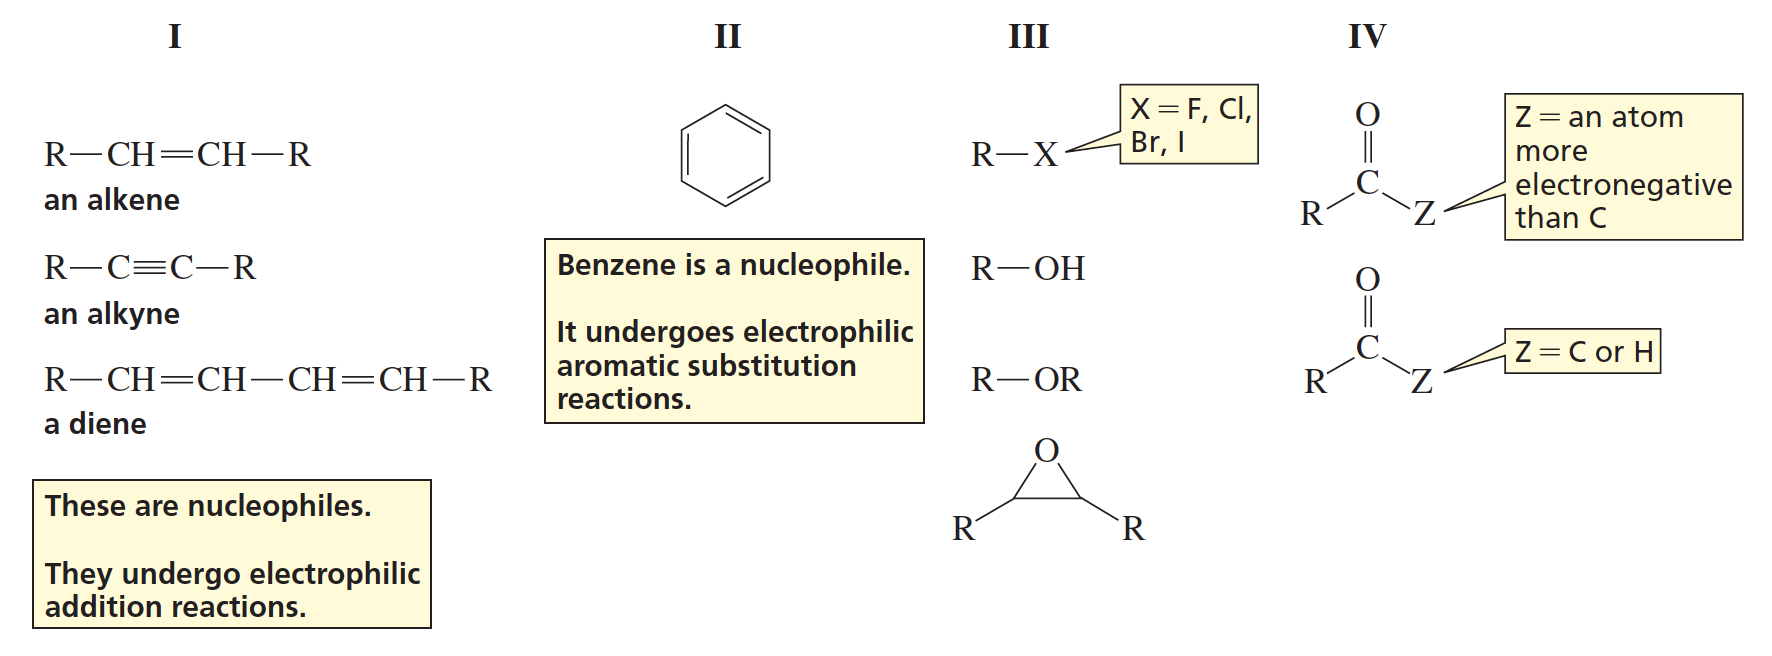 I
II
III
IV
R—CH=CH—R
an alkene
R—C≡C—R
an alkyne
R—CH=CH—CH=CH—R
a diene
These are nucleophiles.
They undergo electrophilic
addition reactions.
Benzene is a nucleophile.
It undergoes electrophilic
aromatic substitution
reactions.
R—X
X = F, Cl,
Br, I
R—OH
R—OR
O
R R
O
C
R Z
Z = an atom
more
electronegative
than C
O
C
R Z
Z = C or H